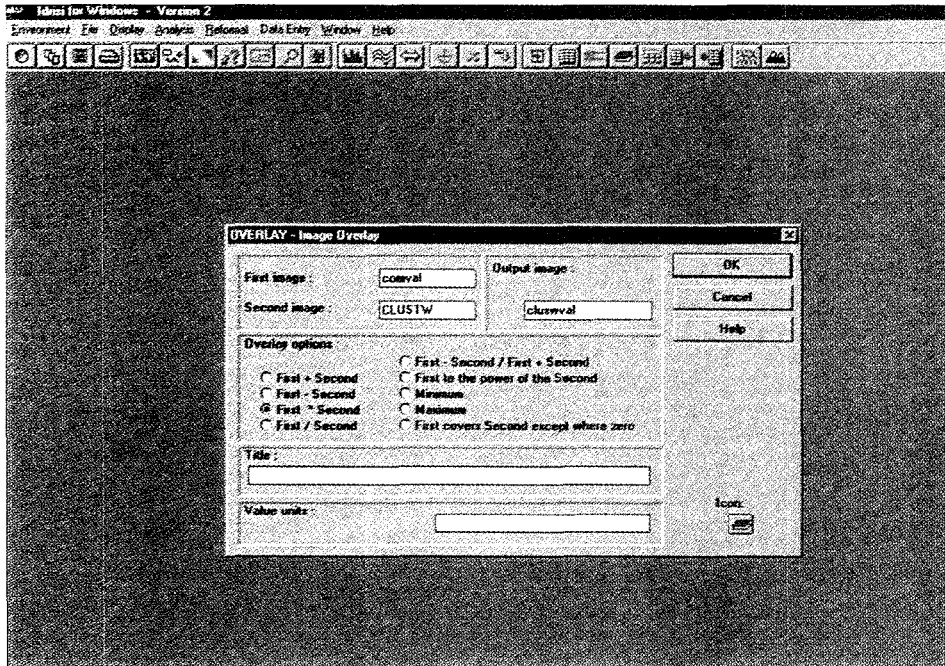 Idrisi for Windows - Version 2
Environment File Display Analysis Reformat Data Entry Window Help
OVERLAY - Image Overlay
First image : comval
Second image : CLUSTW
Output image :
cluswval
OK
Cancel
Help
Overlay options
First + Second
First - Second
First * Second
First / Second
First - Second / First + Second
First to the power of the Second
Minimum
Maximum
First covers Second except where zero
Title :
Value units :
Icon: